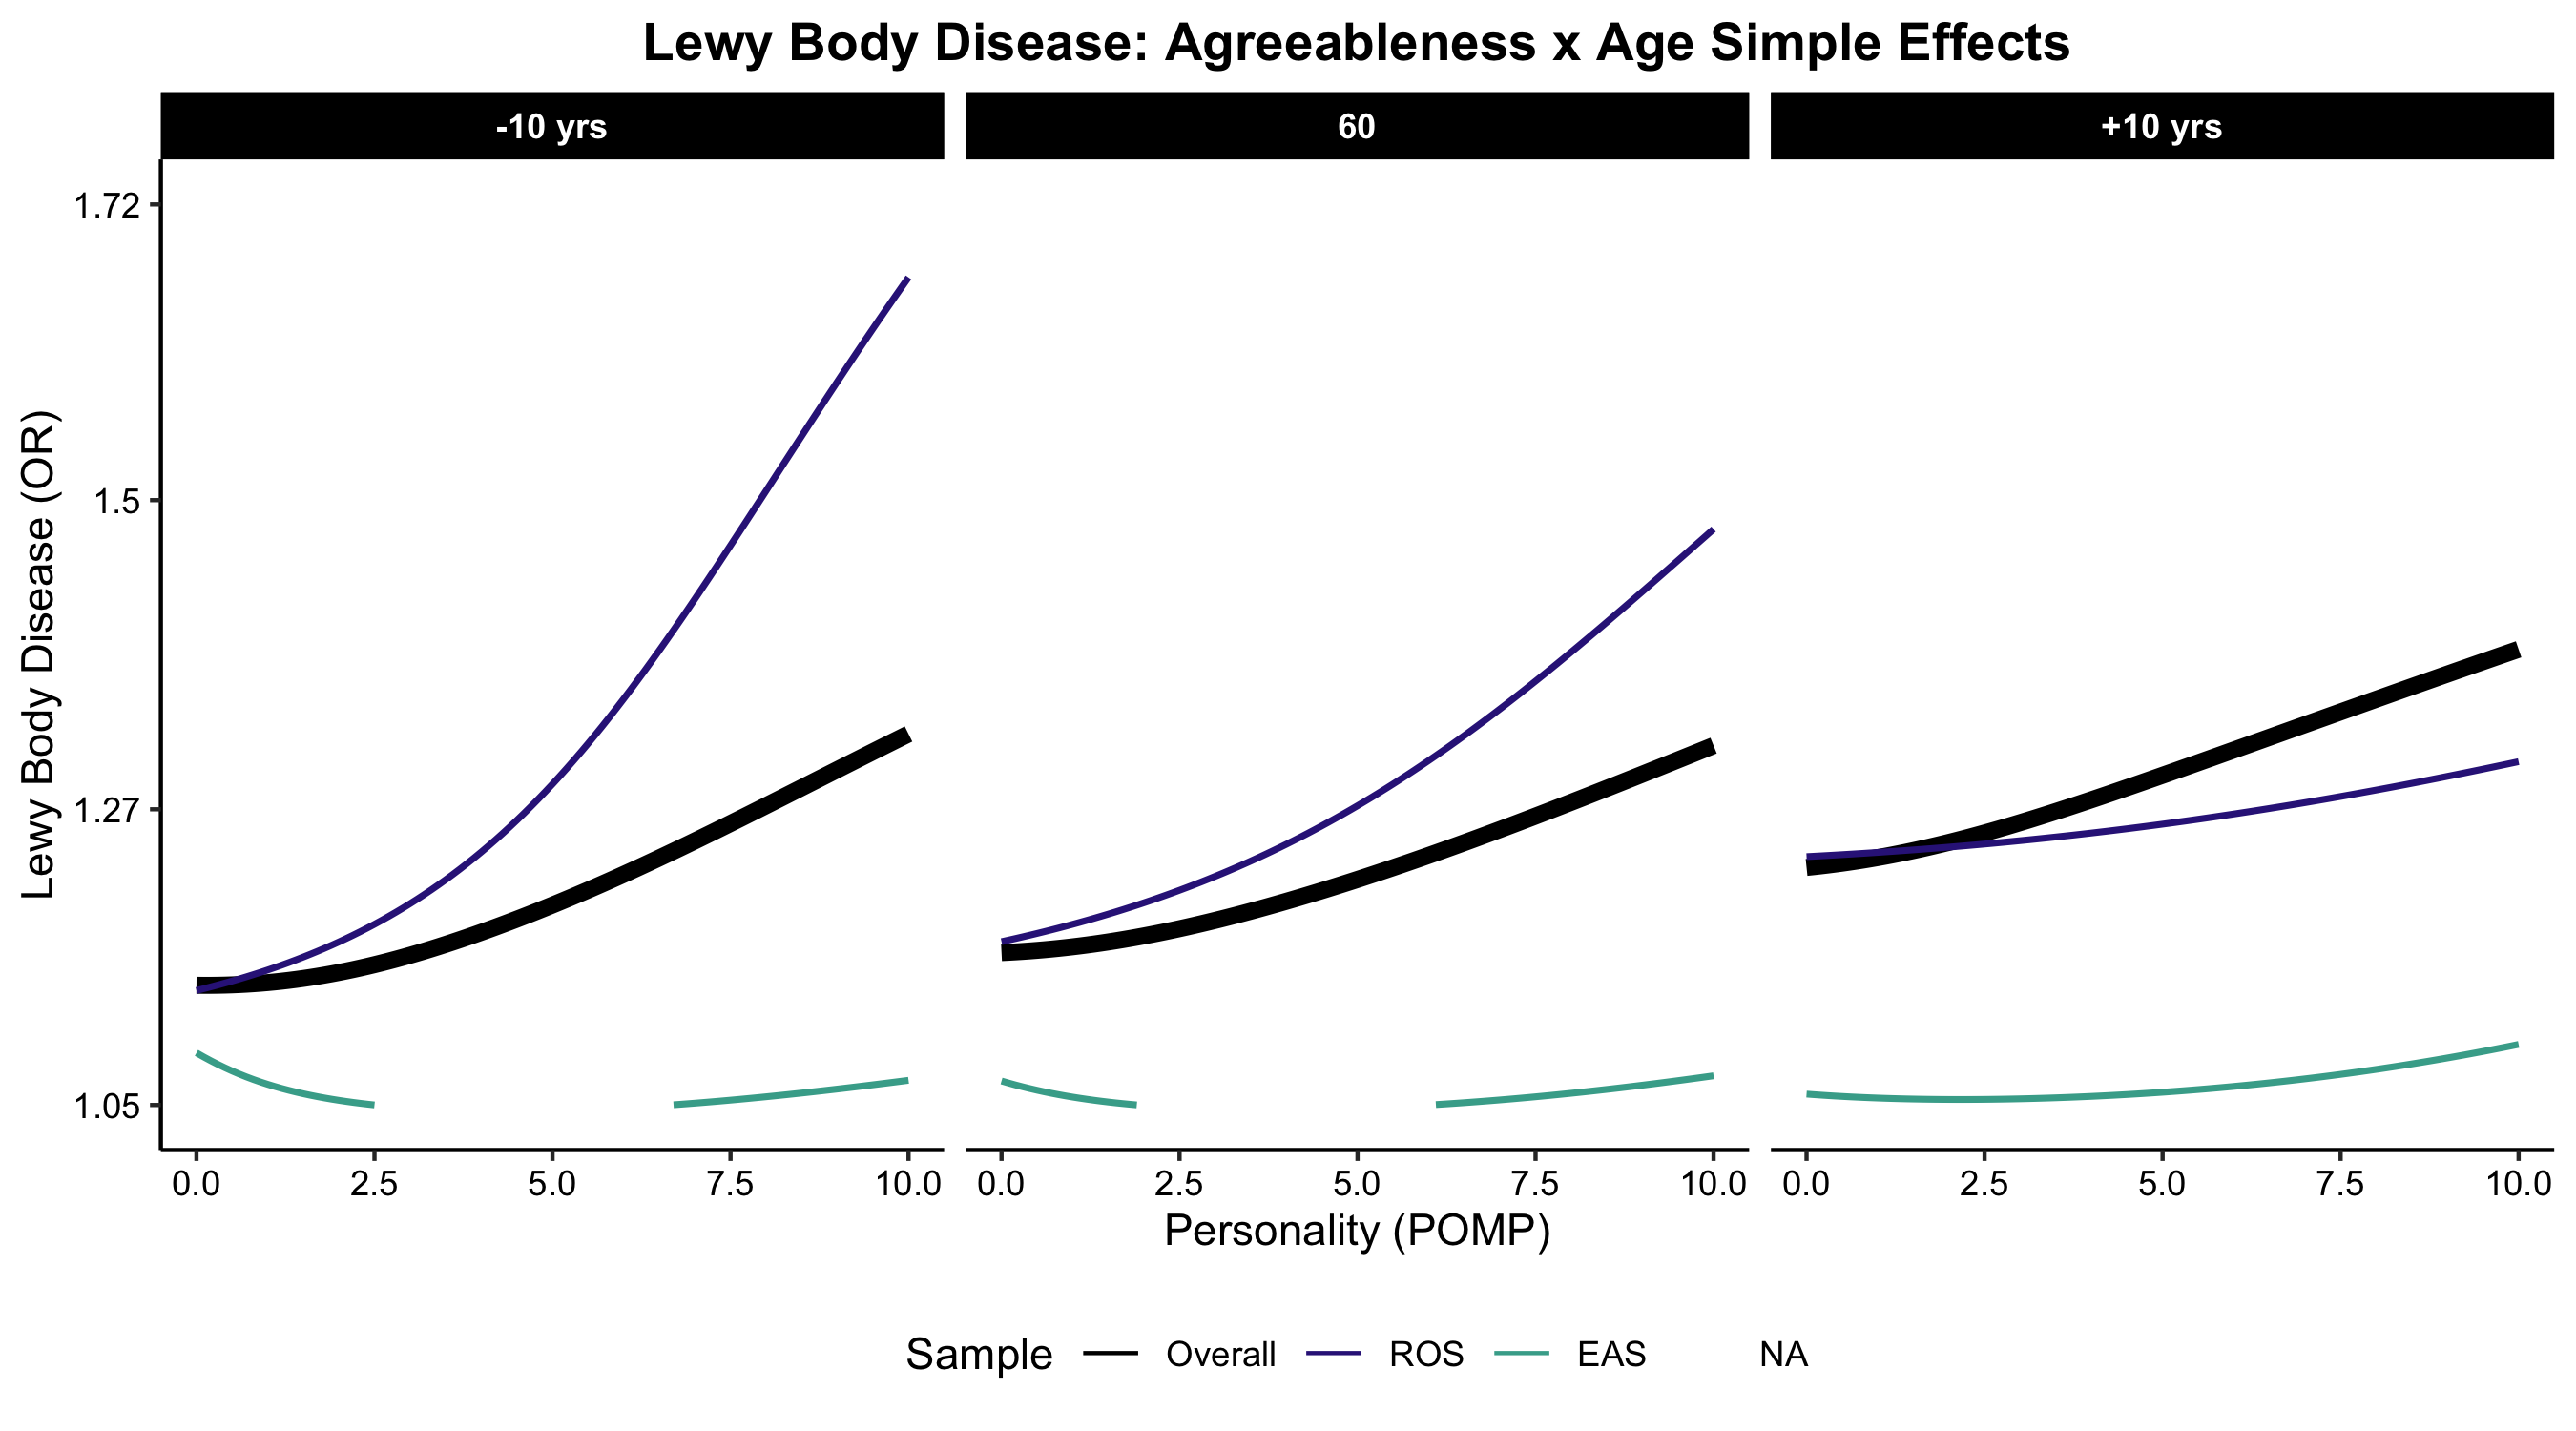 Lewy Body Disease: Agreeableness x Age Simple Effects
-10 yrs
60
+10 yrs
Lewy Body Disease (OR)
1.72
1.5
1.27
1.05
0.0 2.5 5.0 7.5 10.0
0.0 2.5 5.0 7.5 10.0
0.0 2.5 5.0 7.5 10.0
Personality (POMP)
Sample Overall ROS EAS NA